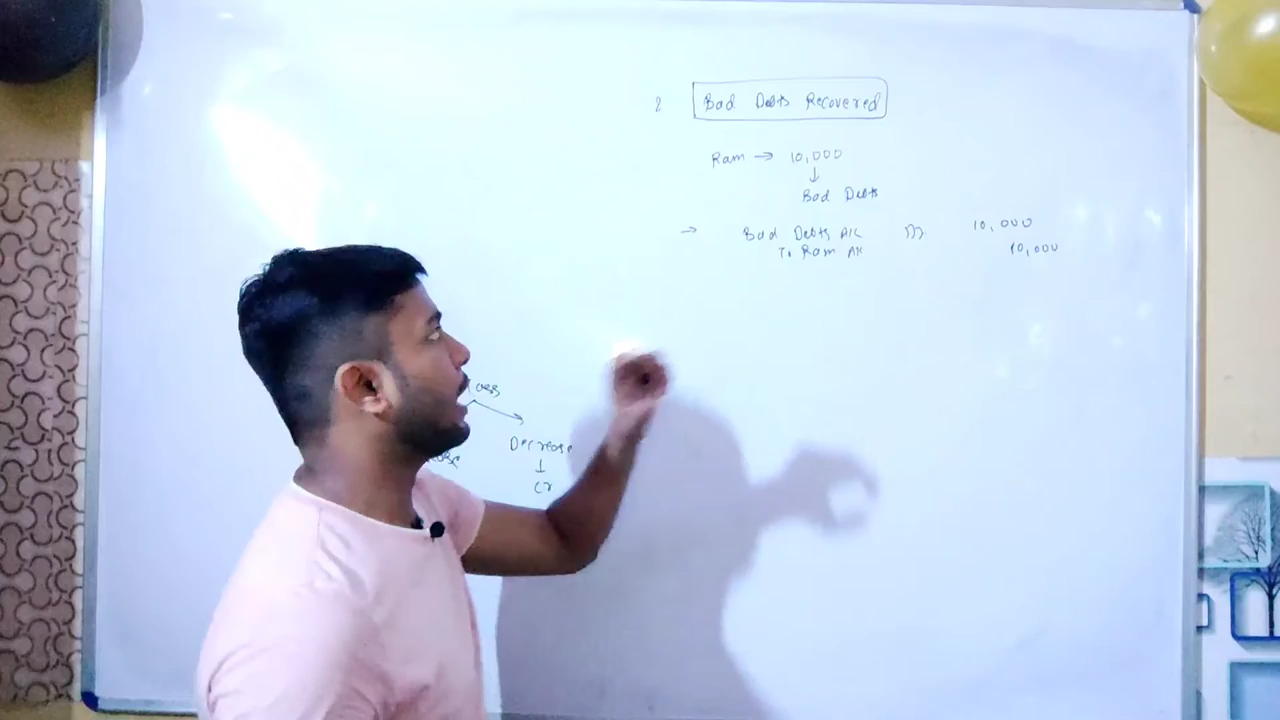 2 Bad Debts Recovered
Ram → 10,000
↓
Bad Debts
→ Bad Debts A/C Dr 10,000
To Ram A/c 10,000
Decrease
↓
Cr